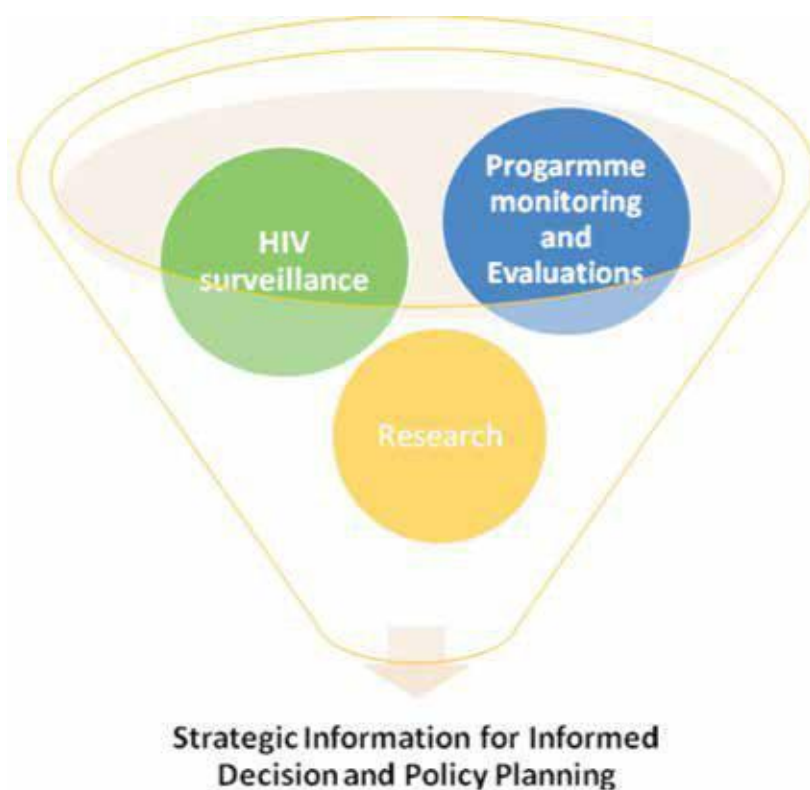 HIV
surveillance
Progarmme
monitoring
and
Evaluations
Research
Strategic Information for Informed
Decision and Policy Planning